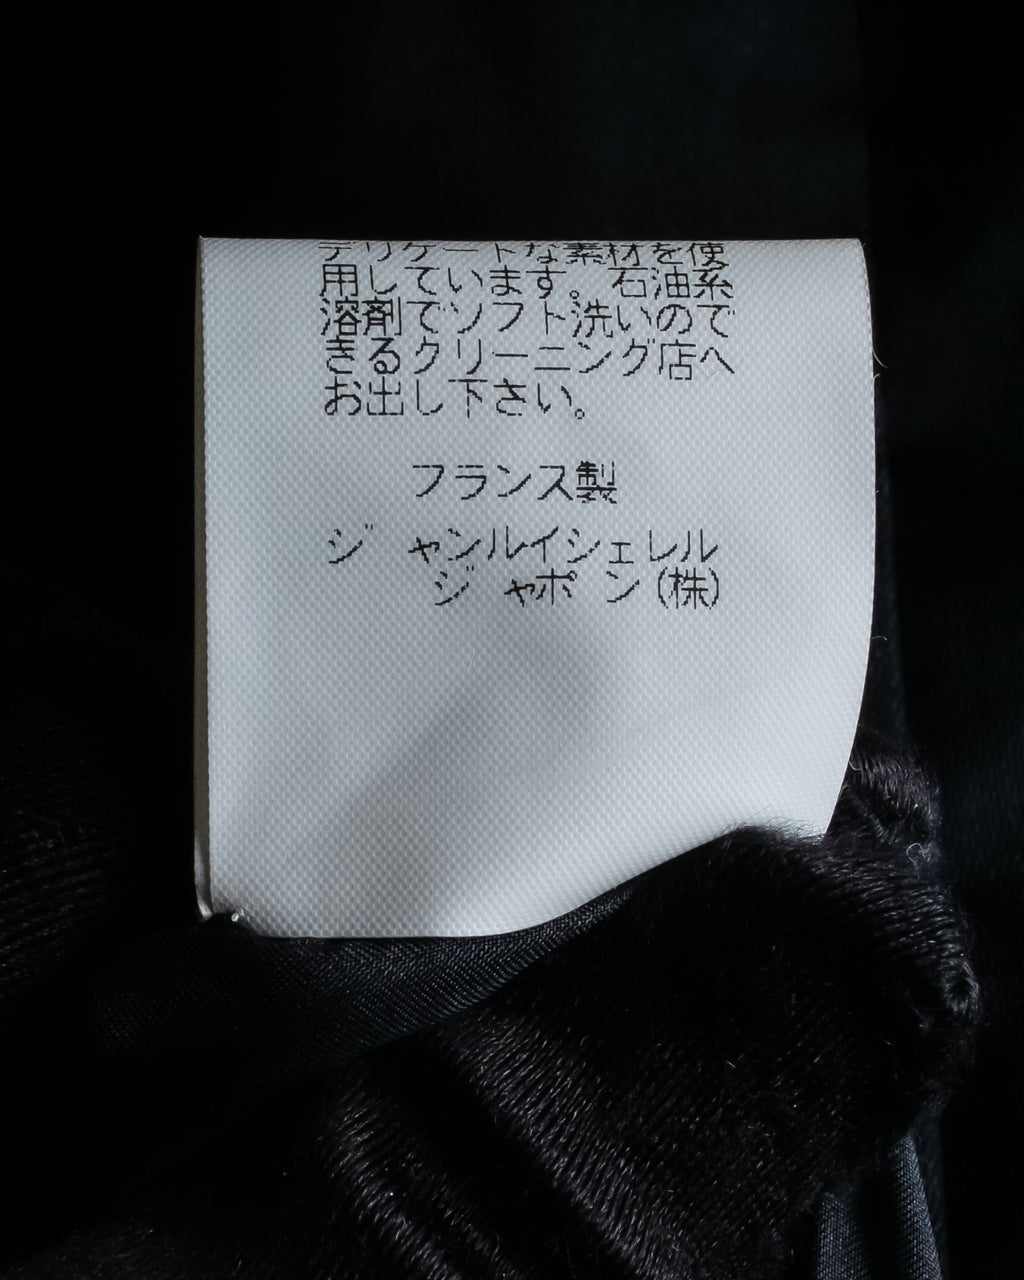 デリケートな素材を使
用しています。石油系
溶剤でソフト洗いので
きるクリーニング店へ
お出し下さい。
フランス製
ジャンルイシェレル
ジャポン(株)